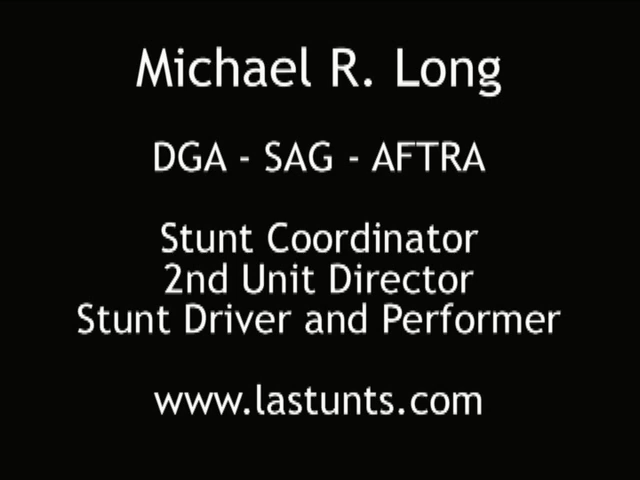 Michael R. Long
DGA - SAG - AFTRA
Stunt Coordinator
2nd Unit Director
Stunt Driver and Performer
www.lastunts.com